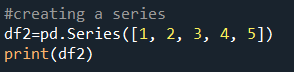 #creating a series
df2=pd.Series([1, 2, 3, 4, 5])
print(df2)